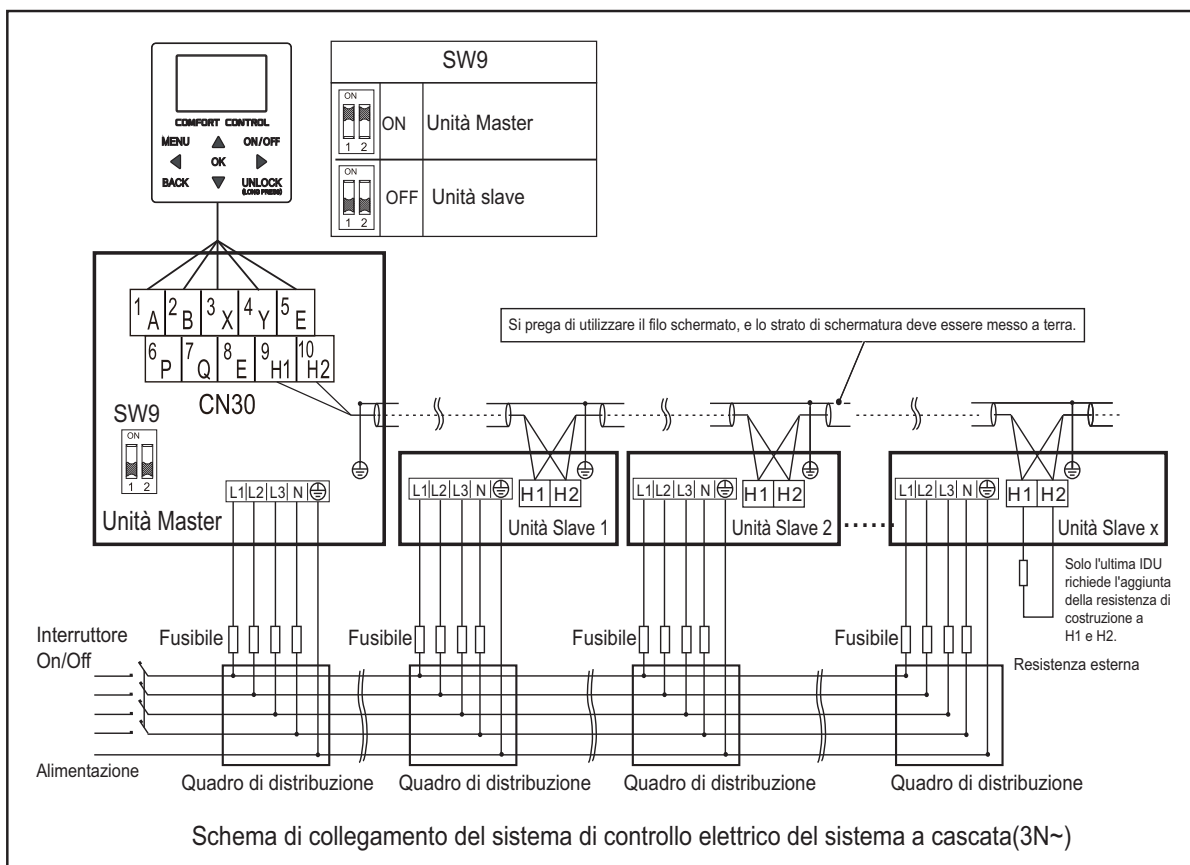 SW9
ON
1 2
ON
Unità Master
ON
1 2
OFF
Unità slave
COMFORT CONTROL
MENU
ON/OFF
OK
BACK
UNLOCK
(LONG PRESS)
1 A 2 B 3 X 4 Y 5 E
6 P 7 Q 8 E 9 H1 10 H2
CN30
SW9
ON
1 2
Unità Master
Si prega di utilizzare il filo schermato, e lo strato di schermatura deve essere messo a terra.
L1 L2 L3 N
L1 L2 L3 N
H1 H2
Unità Slave 1
L1 L2 L3 N
H1 H2
Unità Slave 2
L1 L2 L3 N
H1 H2
Unità Slave x
Solo l'ultima IDU
richiede l'aggiunta
della resistenza di
costruzione a
H1 e H2.
Resistenza esterna
Interruttore
On/Off
Fusibile
Fusibile
Fusibile
Fusibile
Alimentazione
Quadro di distribuzione
Quadro di distribuzione
Quadro di distribuzione
Quadro di distribuzione
Schema di collegamento del sistema di controllo elettrico del sistema a cascata(3N~)